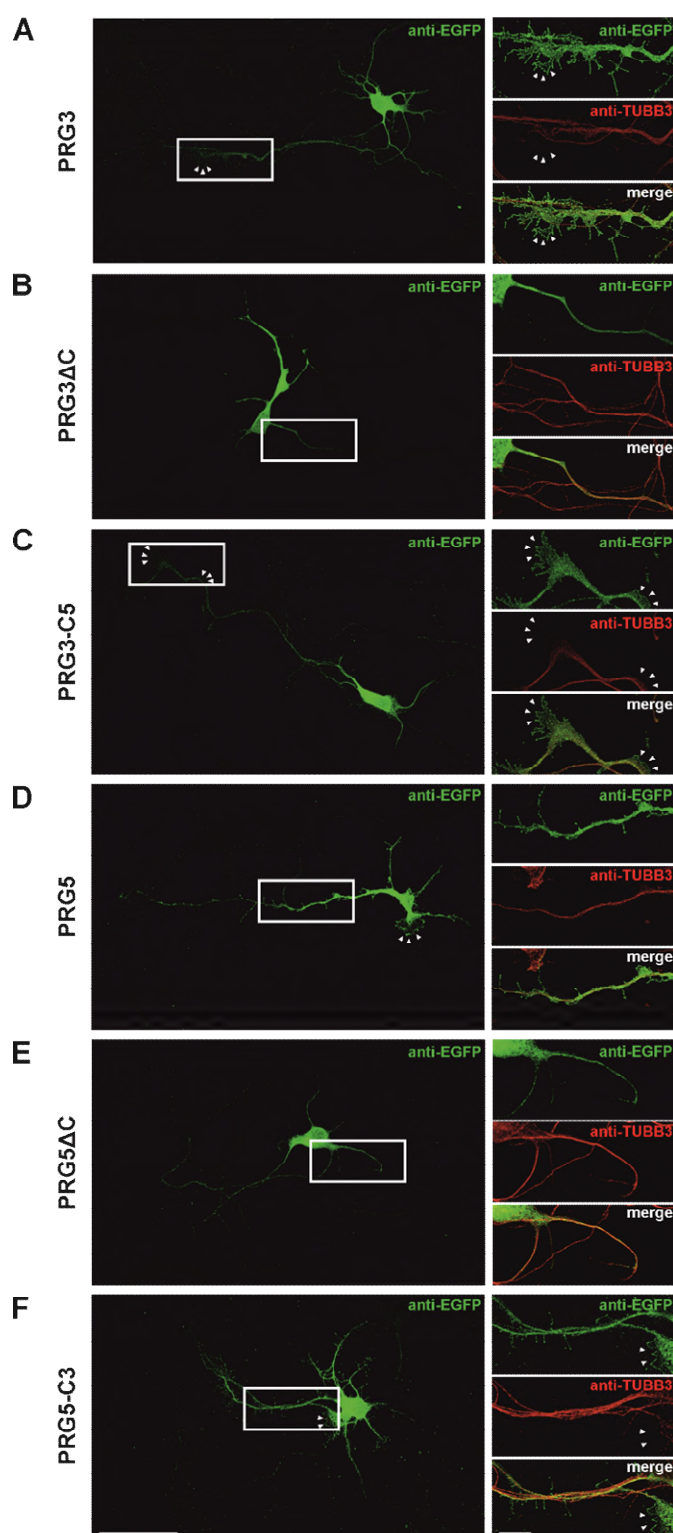 A
PRG3
anti-EGFP
anti-EGFP
anti-TUBB3
merge
B
PRG3ΔC
anti-EGFP
anti-EGFP
anti-TUBB3
merge
C
PRG3-C5
anti-EGFP
anti-EGFP
anti-TUBB3
merge
D
PRG5
anti-EGFP
anti-EGFP
anti-TUBB3
merge
E
PRG5ΔC
anti-EGFP
anti-EGFP
anti-TUBB3
merge
F
PRG5-C3
anti-EGFP
anti-EGFP
anti-TUBB3
merge